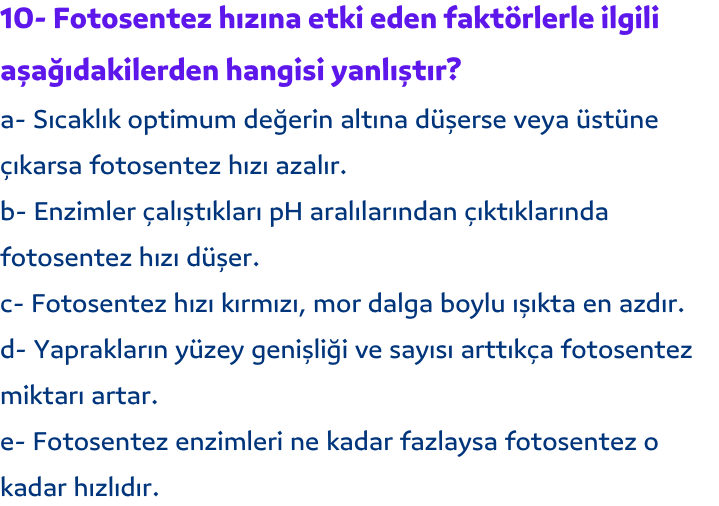 10- Fotosentez hızına etki eden faktörlerle ilgili
aşağıdakilerden hangisi yanlıştır?
a- Sıcaklık optimum değerin altına düşerse veya üstüne
çıkarsa fotosentez hızı azalır.
b- Enzimler çalıştıkları pH aralılarından çıktıklarında
fotosentez hızı düşer.
c- Fotosentez hızı kırmızı, mor dalga boylu ışıkta en azdır.
d- Yaprakların yüzey genişliği ve sayısı arttıkça fotosentez
miktarı artar.
e- Fotosentez enzimleri ne kadar fazlaysa fotosentez o
kadar hızlıdır.